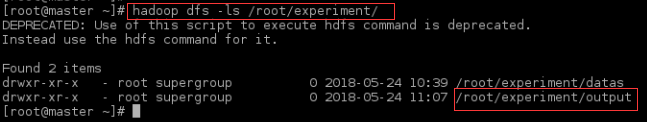 [root@master ~]# hadoop dfs -ls /root/experiment/
DEPRECATED: Use of this script to execute hdfs command is deprecated.
Instead use the hdfs command for it.
Found 2 items
drwxr-xr-x - root supergroup 0 2018-05-24 10:39 /root/experiment/datas
drwxr-xr-x - root supergroup 0 2018-05-24 11:07 /root/experiment/output
[root@master ~]#